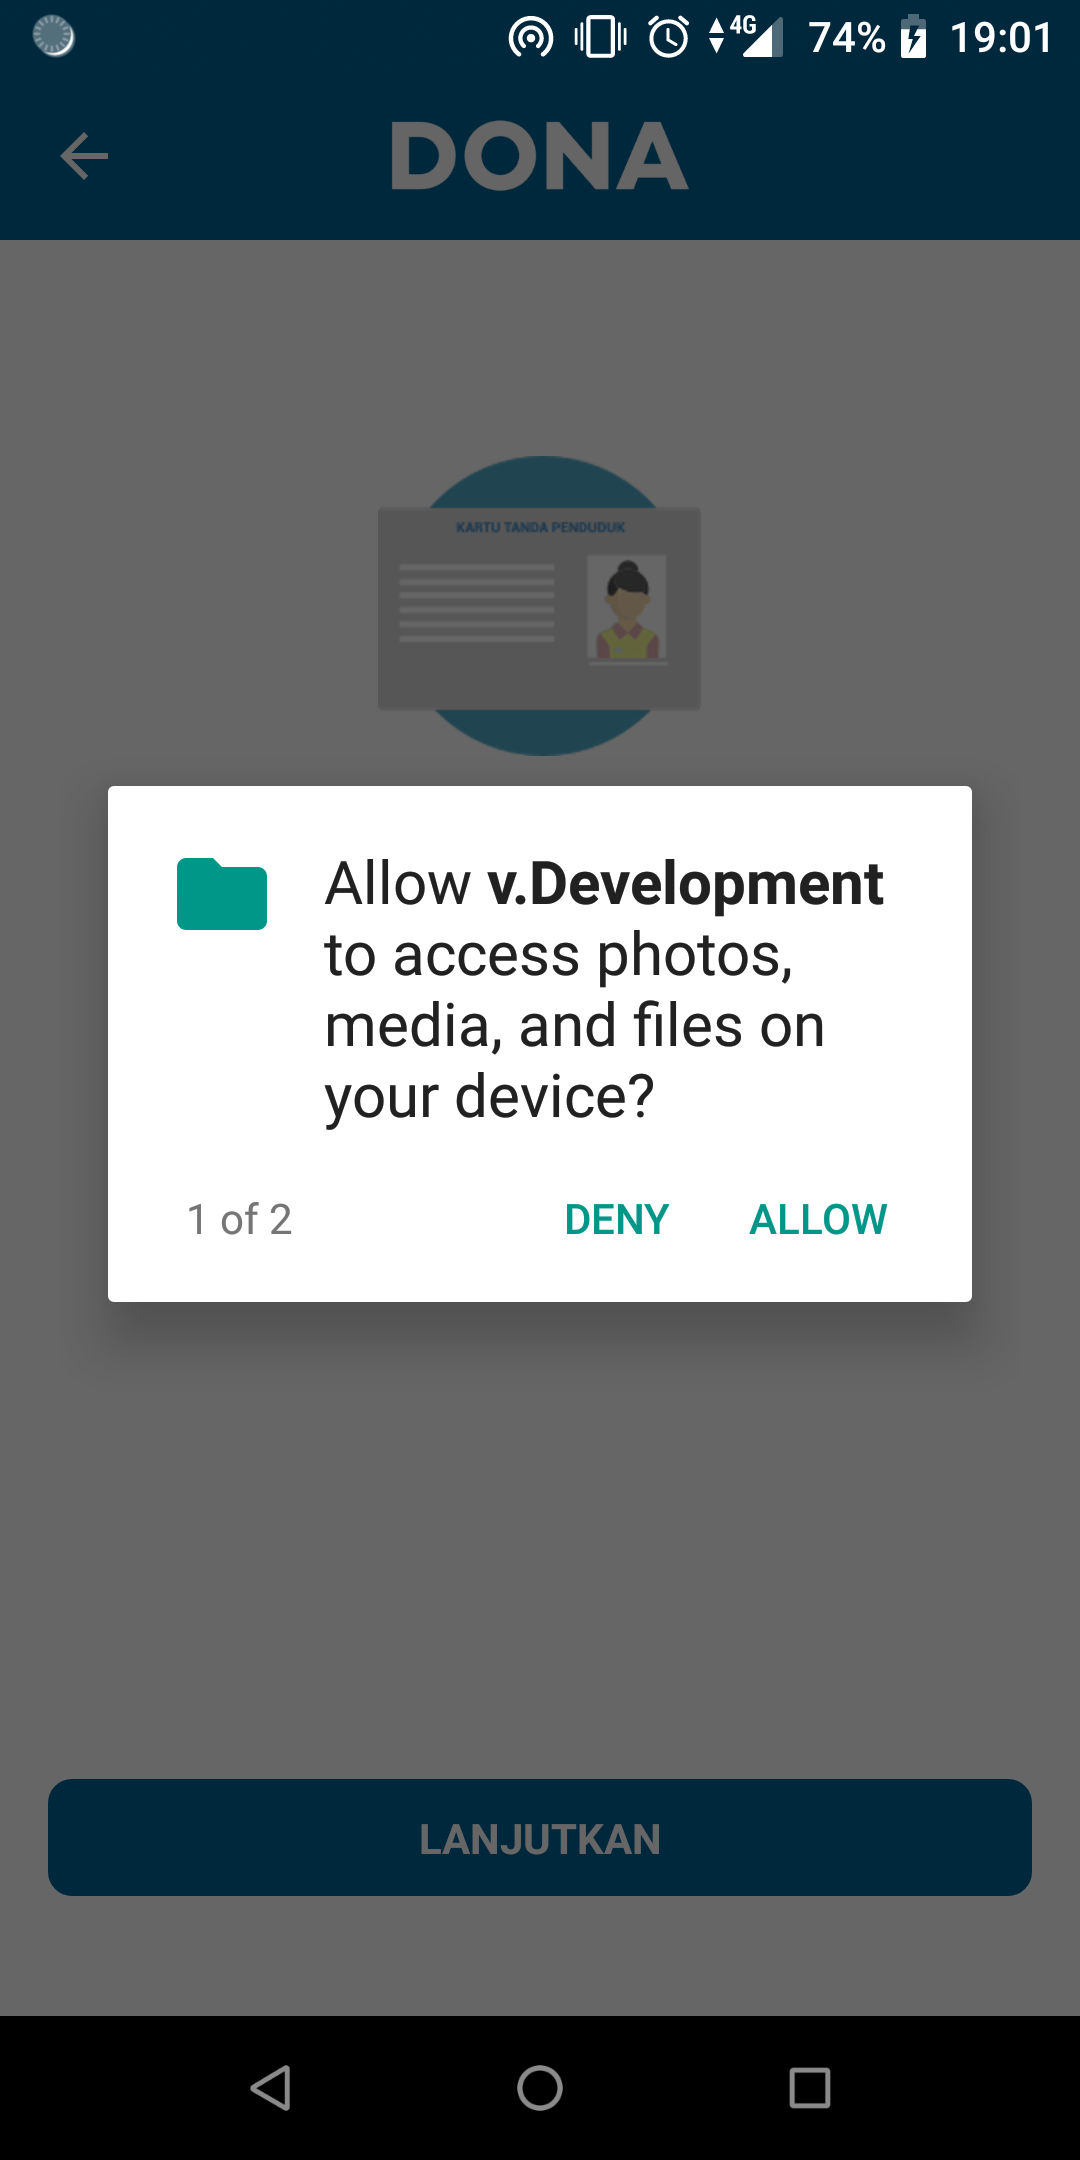 4G 74% 19:01
DONA
KARTU TANDA PENDUDUK
Allow v.Development
to access photos,
media, and files on
your device?
1 of 2 DENY ALLOW
LANJUTKAN